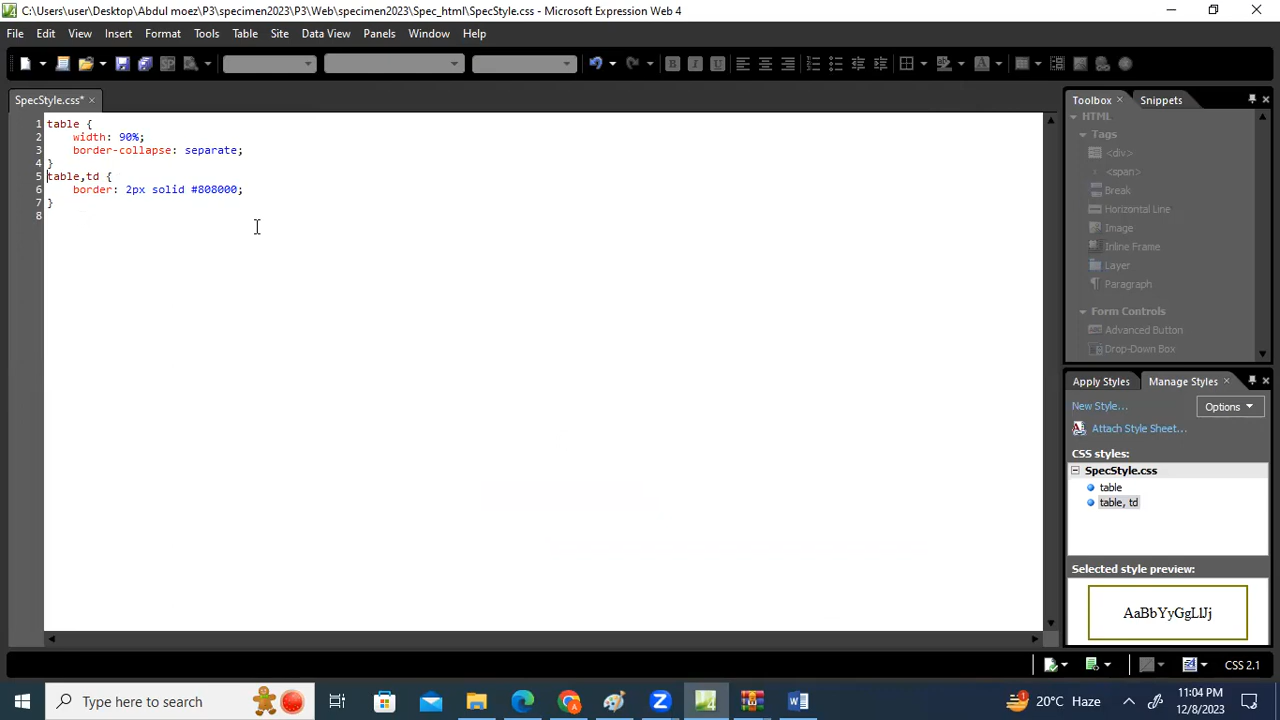 C:\Users\user\Desktop\Abdul moez\P3\specimen2023\P3\Web\specimen2023\Spec_html\SpecStyle.css - Microsoft Expression Web 4
File Edit View Insert Format Tools Table Site Data View Panels Window Help
SP B I U A
SpecStyle.css* ×
1 table {
2 width: 90%;
3 border-collapse: separate;
4 }
5 table,td {
6 border: 2px solid #808000;
7 }
8
Toolbox × Snippets
HTML
Tags
<div>
<span>
Break
Horizontal Line
Image
Inline Frame
Layer
Paragraph
Form Controls
Advanced Button
Drop-Down Box
Apply Styles Manage Styles ×
New Style... Options
Attach Style Sheet...
CSS styles:
SpecStyle.css
table
table, td
Selected style preview:
AaBbYyGgLlJj
CSS 2.1
Type here to search
20°C Haze
11:04 PM
12/8/2023